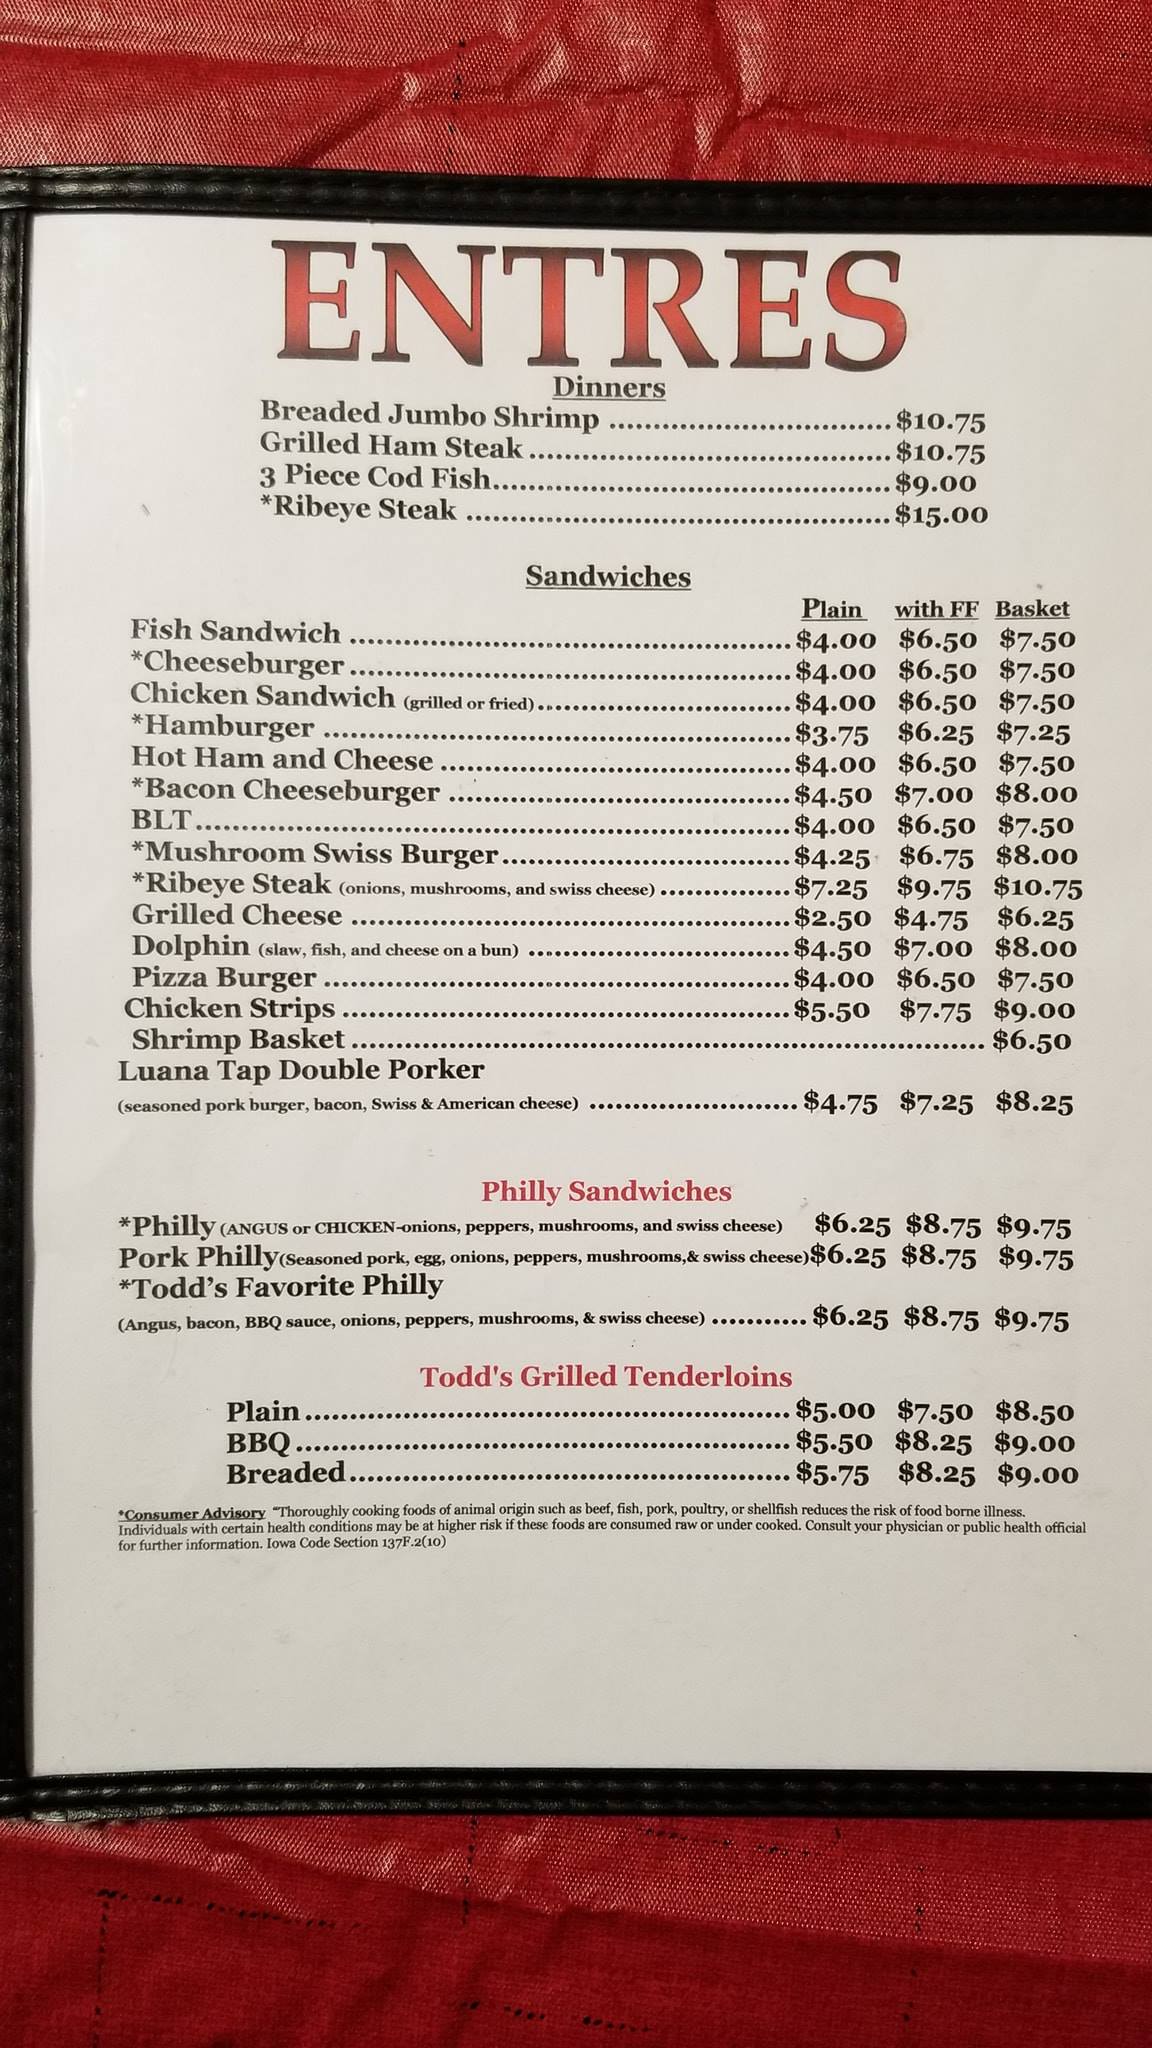 ENTRES
Dinners
Breaded Jumbo Shrimp ............................... $10.75
Grilled Ham Steak ........................................ $10.75
3 Piece Cod Fish............................................ $9.00
*Ribeye Steak ............................................... $15.00
Sandwiches
Plain with FF Basket
Fish Sandwich ................................................. $4.00 $6.50 $7.50
*Cheeseburger ................................................. $4.00 $6.50 $7.50
Chicken Sandwich (grilled or fried) ............................ $4.00 $6.50 $7.50
*Hamburger .................................................... $3.75 $6.25 $7.25
Hot Ham and Cheese ....................................... $4.00 $6.50 $7.50
*Bacon Cheeseburger ...................................... $4.50 $7.00 $8.00
BLT.................................................................. $4.00 $6.50 $7.50
*Mushroom Swiss Burger................................ $4.25 $6.75 $8.00
*Ribeye Steak (onions, mushrooms, and swiss cheese) ............... $7.25 $9.75 $10.75
Grilled Cheese ................................................. $2.50 $4.75 $6.25
Dolphin (slaw, fish, and cheese on a bun) ............................. $4.50 $7.00 $8.00
Pizza Burger .................................................... $4.00 $6.50 $7.50
Chicken Strips .................................................. $5.50 $7.75 $9.00
Shrimp Basket ...................................................................... $6.50
Luana Tap Double Porker
(seasoned pork burger, bacon, Swiss & American cheese) ........................ $4.75 $7.25 $8.25
Philly Sandwiches
*Philly (ANGUS or CHICKEN-onions, peppers, mushrooms, and swiss cheese) $6.25 $8.75 $9.75
Pork Philly(Seasoned pork, egg, onions, peppers, mushrooms,& swiss cheese)$6.25 $8.75 $9.75
*Todd's Favorite Philly
(Angus, bacon, BBQ sauce, onions, peppers, mushrooms, & swiss cheese) ........... $6.25 $8.75 $9.75
Todd's Grilled Tenderloins
Plain ...................................................... $5.00 $7.50 $8.50
BBQ ....................................................... $5.50 $8.25 $9.00
Breaded................................................. $5.75 $8.25 $9.00
*Consumer Advisory "Thoroughly cooking foods of animal origin such as beef, fish, pork, poultry, or shellfish reduces the risk of food borne illness.
Individuals with certain health conditions may be at higher risk if these foods are consumed raw or under cooked. Consult your physician or public health official
for further information. Iowa Code Section 137F.2(10)